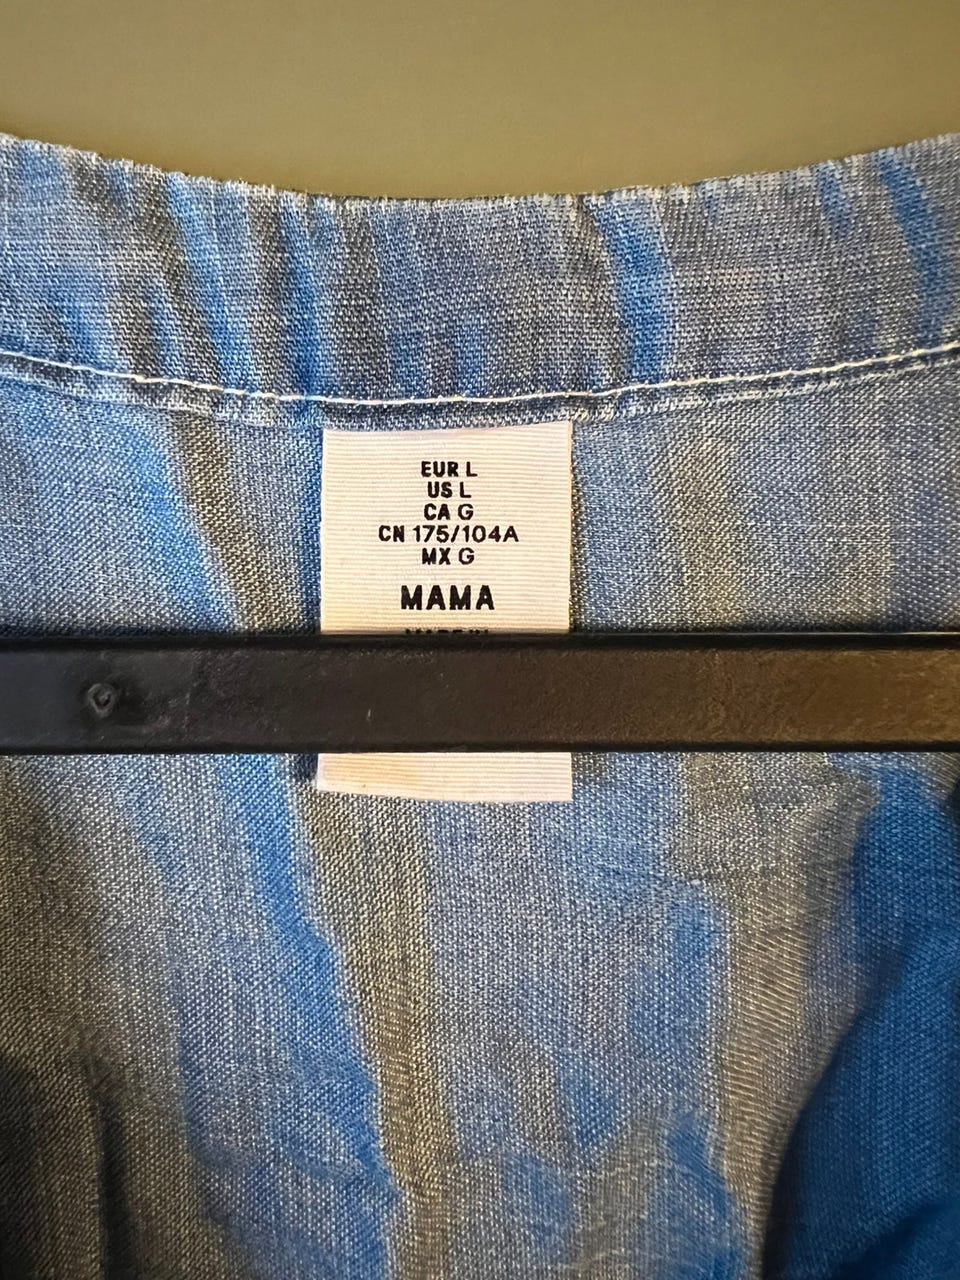 EUR L
US L
CA G
CN 175/104A
MX G
MAMA